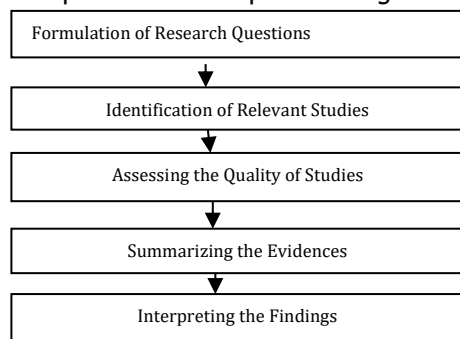 Formulation of Research Questions
Identification of Relevant Studies
Assessing the Quality of Studies
Summarizing the Evidences
Interpreting the Findings